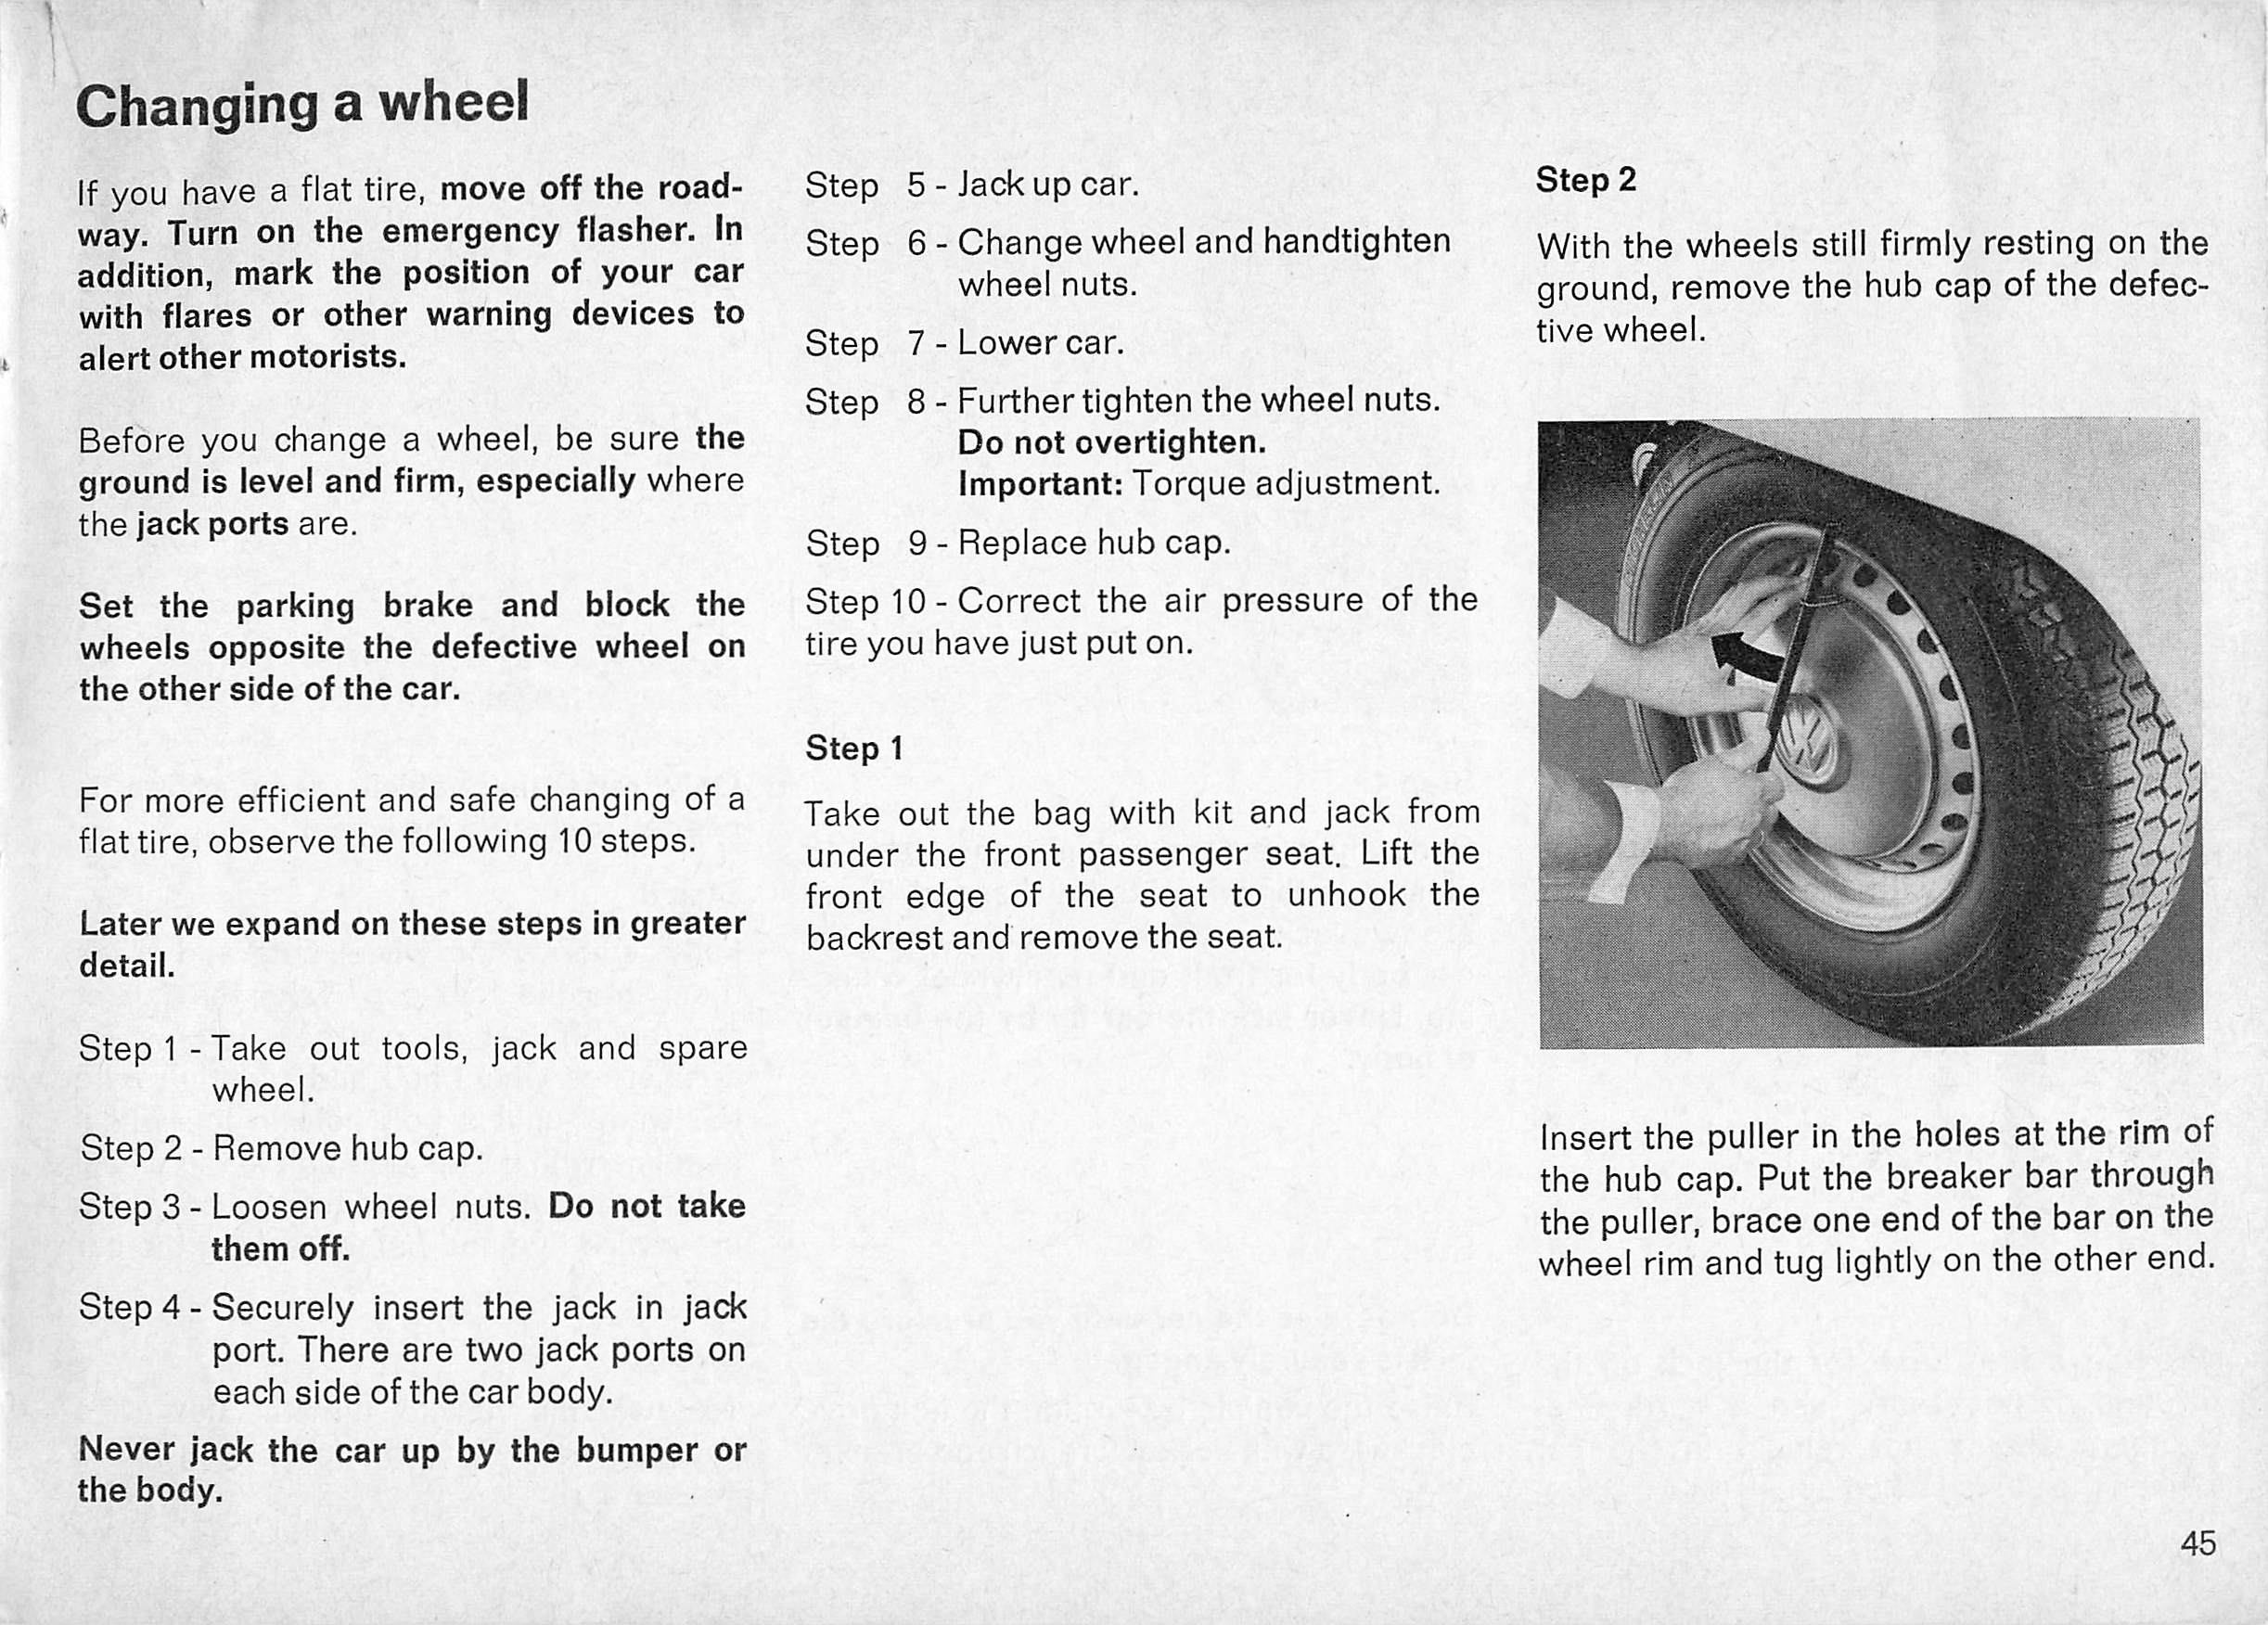 Changing a wheel
If you have a flat tire, move off the road-
way. Turn on the emergency flasher. In
addition, mark the position of your car
with flares or other warning devices to
alert other motorists.
Before you change a wheel, be sure the
ground is level and firm, especially where
the jack ports are.
Set the parking brake and block the
wheels opposite the defective wheel on
the other side of the car.
For more efficient and safe changing of a
flat tire, observe the following 10 steps.
Later we expand on these steps in greater
detail.
Step 1 - Take out tools, jack and spare
wheel.
Step 2 - Remove hub cap.
Step 3 - Loosen wheel nuts. Do not take
them off.
Step 4 - Securely insert the jack in jack
port. There are two jack ports on
each side of the car body.
Never jack the car up by the bumper or
the body.
Step 5 - Jack up car.
Step 6 - Change wheel and handtighten
wheel nuts.
Step 7 - Lower car.
Step 8 - Further tighten the wheel nuts.
Do not overtighten.
Important: Torque adjustment.
Step 9 - Replace hub cap.
Step 10 - Correct the air pressure of the
tire you have just put on.
Step 1
Take out the bag with kit and jack from
under the front passenger seat. Lift the
front edge of the seat to unhook the
backrest and remove the seat.
Step 2
With the wheels still firmly resting on the
ground, remove the hub cap of the defec-
tive wheel.
Insert the puller in the holes at the rim of
the hub cap. Put the breaker bar through
the puller, brace one end of the bar on the
wheel rim and tug lightly on the other end.
45